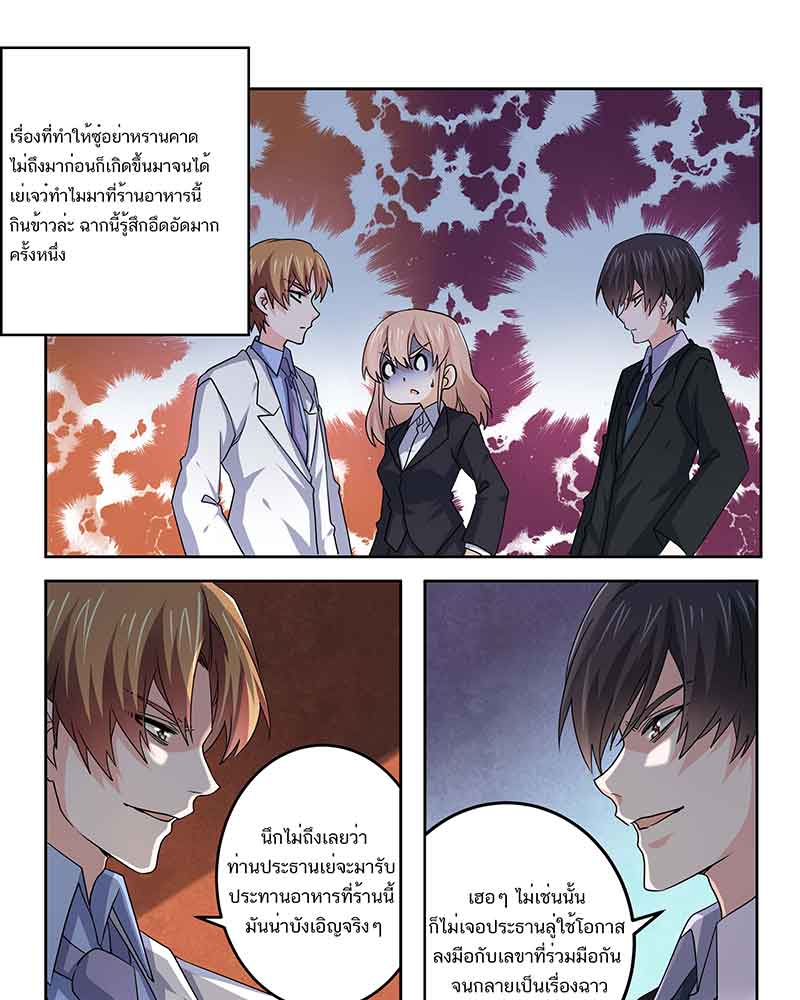 เรื่องที่ทำให้ซู๋อย่าหรานคาด
ไม่ถึงมาก่อนก็เกิดขึ้นมาจนได้
เย่เจว๋ทำไมมาที่ร้านอาหารนี้
กินข้าวล่ะ ฉากนี้รู้สึกอึดอัดมาก
ครั้งหนึ่ง
นึกไม่ถึงเลยว่า
ท่านประธานเย่จะมารับ
ประทานอาหารที่ร้านนี้
มันน่าบังเอิญจริงๆ
เฮอๆ ไม่เช่นนั้น
ก็ไม่เจอประธานลู่ใช้โอกาส
ลงมือกับเลขาที่ร่วมมือกัน
จนกลายเป็นเรื่องฉาว